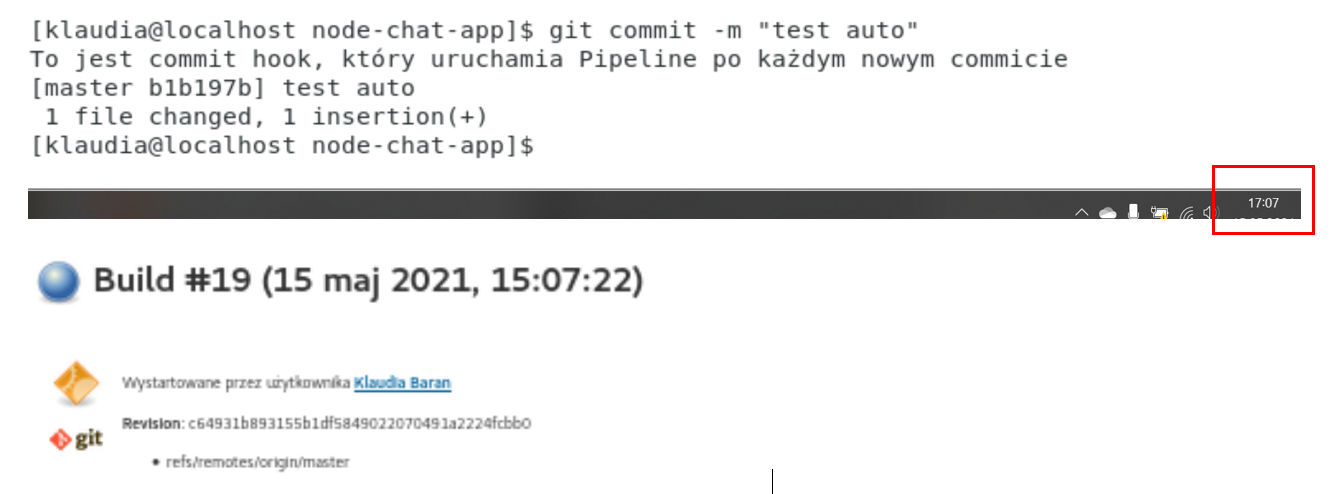 [klaudia@localhost node-chat-app]$ git commit -m "test auto"
To jest commit hook, który uruchamia Pipeline po każdym nowym commicie
[master b1b197b] test auto
1 file changed, 1 insertion(+)
[klaudia@localhost node-chat-app]$
17:07
Build #19 (15 maj 2021, 15:07:22)
Wystartowane przez użytkownika Klaudia Baran
Revision: c64931b893155b1df5849022070491a2224fcbb0
git
• refs/remotes/origin/master